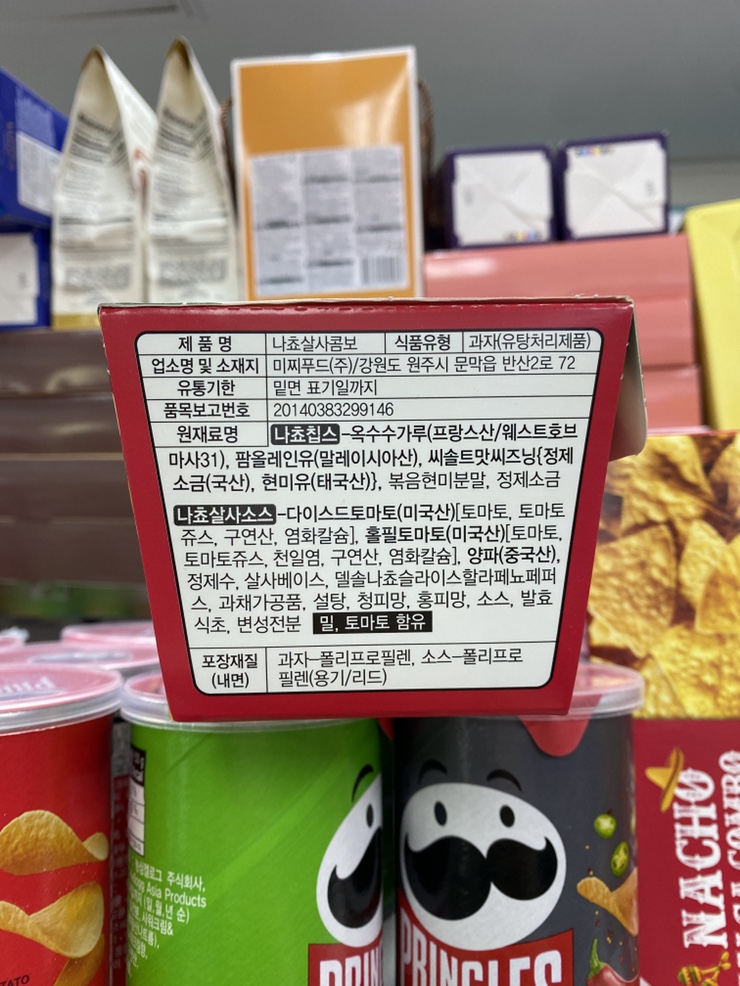 제 품 명 나쵸살사콤보 식품유형 과자(유탕처리제품)
업소명 및 소재지 미찌푸드(주)/강원도 원주시 문막읍 반산2로 72
유통기한 밑면 표기일까지
품목보고번호 20140383299146
원재료명 나쵸칩스-옥수수가루(프랑스산/웨스트호브
마사31), 팜올레인유(말레이시아산), 씨솔트맛씨즈닝{정제
소금(국산), 현미유(태국산)}, 볶음현미분말, 정제소금
나쵸살사소스-다이스드토마토(미국산)[토마토, 토마토
쥬스, 구연산, 염화칼슘], 홀필토마토(미국산)[토마토,
토마토쥬스, 천일염, 구연산, 염화칼슘], 양파(중국산),
정제수, 살사베이스, 델솔나쵸슬라이스할라페뇨페퍼
스, 과채가공품, 설탕, 청피망, 홍피망, 소스, 발효
식초, 변성전분 밀, 토마토 함유
포장재질 과자-폴리프로필렌, 소스-폴리프로
(내면) 필렌(용기/리드)
주식회사,
Asia Products
PRINGLES
NACHO